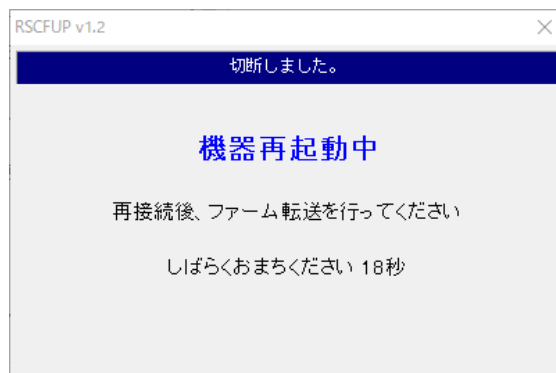 RSCFUP v1.2
切断しました。
機器再起動中
再接続後、ファーム転送を行ってください
しばらくおまちください 18秒